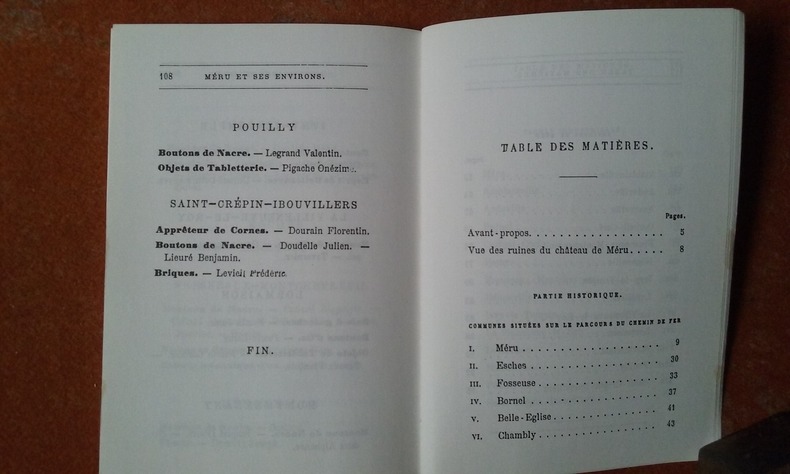 108 MÉRU ET SES ENVIRONS.
POUILLY
Boutons de Nacre. — Legrand Valentin.
Objets de Tabletterie. — Pigache Onézime.
SAINT-CRÉPIN-IBOUVILLERS
Apprêteur de Cornes. — Dourain Florentin.
Boutons de Nacre. — Doudelle Julien. —
Lieuré Benjamin.
Briques. — Levieil Frédéric.
FIN.
TABLE DES MATIÈRES.
Pages.
Avant-propos. . . . . . . . . . . . . . . . . . 5
Vue des ruines du château de Méru. . . . . 8
PARTIE HISTORIQUE.
COMMUNES SITUÉES SUR LE PARCOURS DU CHEMIN DE FER
I. Méru . . . . . . . . . . . . . . . . . . . 9
II. Esches . . . . . . . . . . . . . . . . . . 30
III. Fosseuse . . . . . . . . . . . . . . . . . 33
IV. Bornel . . . . . . . . . . . . . . . . . . 37
V. Belle-Eglise . . . . . . . . . . . . . . . 41
VI. Chambly . . . . . . . . . . . . . . . . . 43